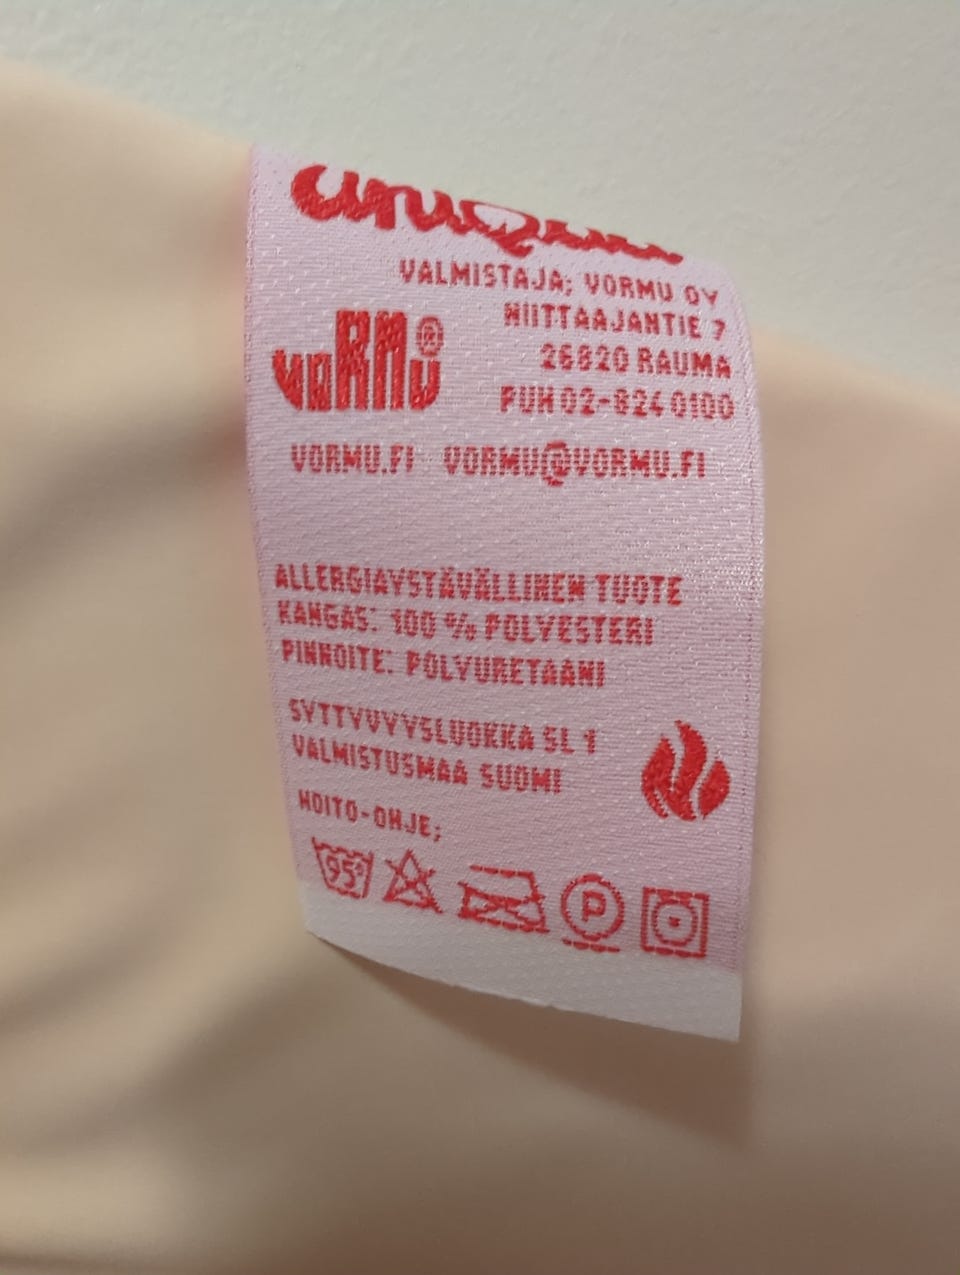 VALMISTAJA; VORMU OY
NIITTAAJANTIE 7
26820 RAUMA
PUH 02-824 0100
VORMU®
VORMU.FI VORMU@VORMU.FI
ALLERGIAYSTÄVÄLLINEN TUOTE
KANGAS: 100 % POLYESTERI
PINNOITE: POLYURETAANI
SYTTYVYYSLUOKKA SL 1
VALMISTUSMAA SUOMI
HOITO-OHJE;
95° P